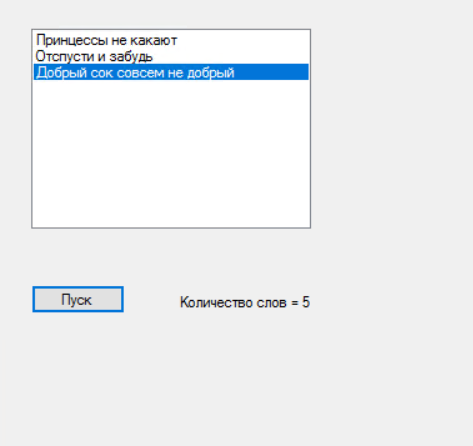 Принцессы не какают
Отспусти и забудь
Добрый сок совсем не добрый
Пуск
Количество слов = 5